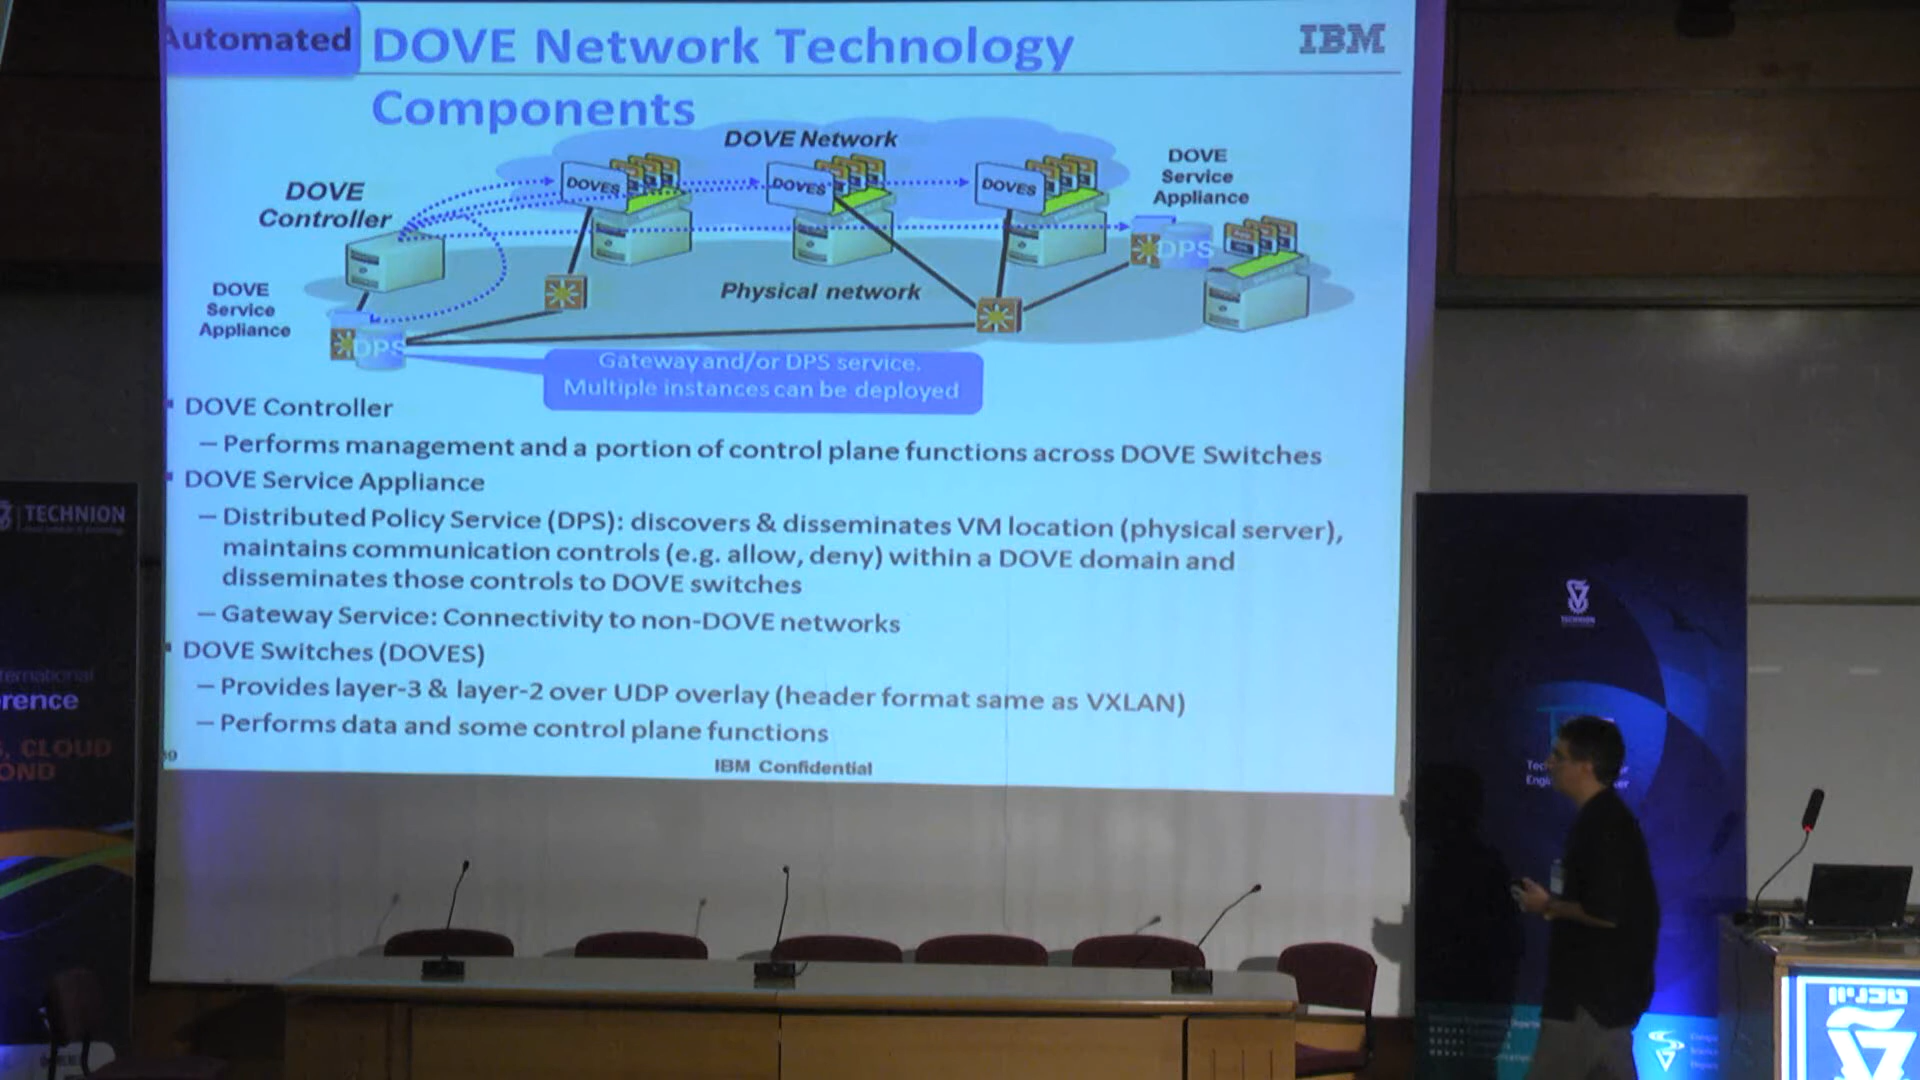 Automated
DOVE Network Technology
Components
IBM
DOVE Network
DOVE
Controller
DOVES
DOVES
DOVES
DOVE
Service
Appliance
DPS
Physical network
DOVE
Service
Appliance
DPS
Gateway and/or DPS service.
Multiple instances can be deployed
DOVE Controller
– Performs management and a portion of control plane functions across DOVE Switches
DOVE Service Appliance
– Distributed Policy Service (DPS): discovers & disseminates VM location (physical server),
maintains communication controls (e.g. allow, deny) within a DOVE domain and
disseminates those controls to DOVE switches
– Gateway Service: Connectivity to non-DOVE networks
DOVE Switches (DOVES)
– Provides layer-3 & layer-2 over UDP overlay (header format same as VXLAN)
– Performs data and some control plane functions
IBM Confidential
TECHNION
rence
CLOUD
OND
TECHNION
טכניון